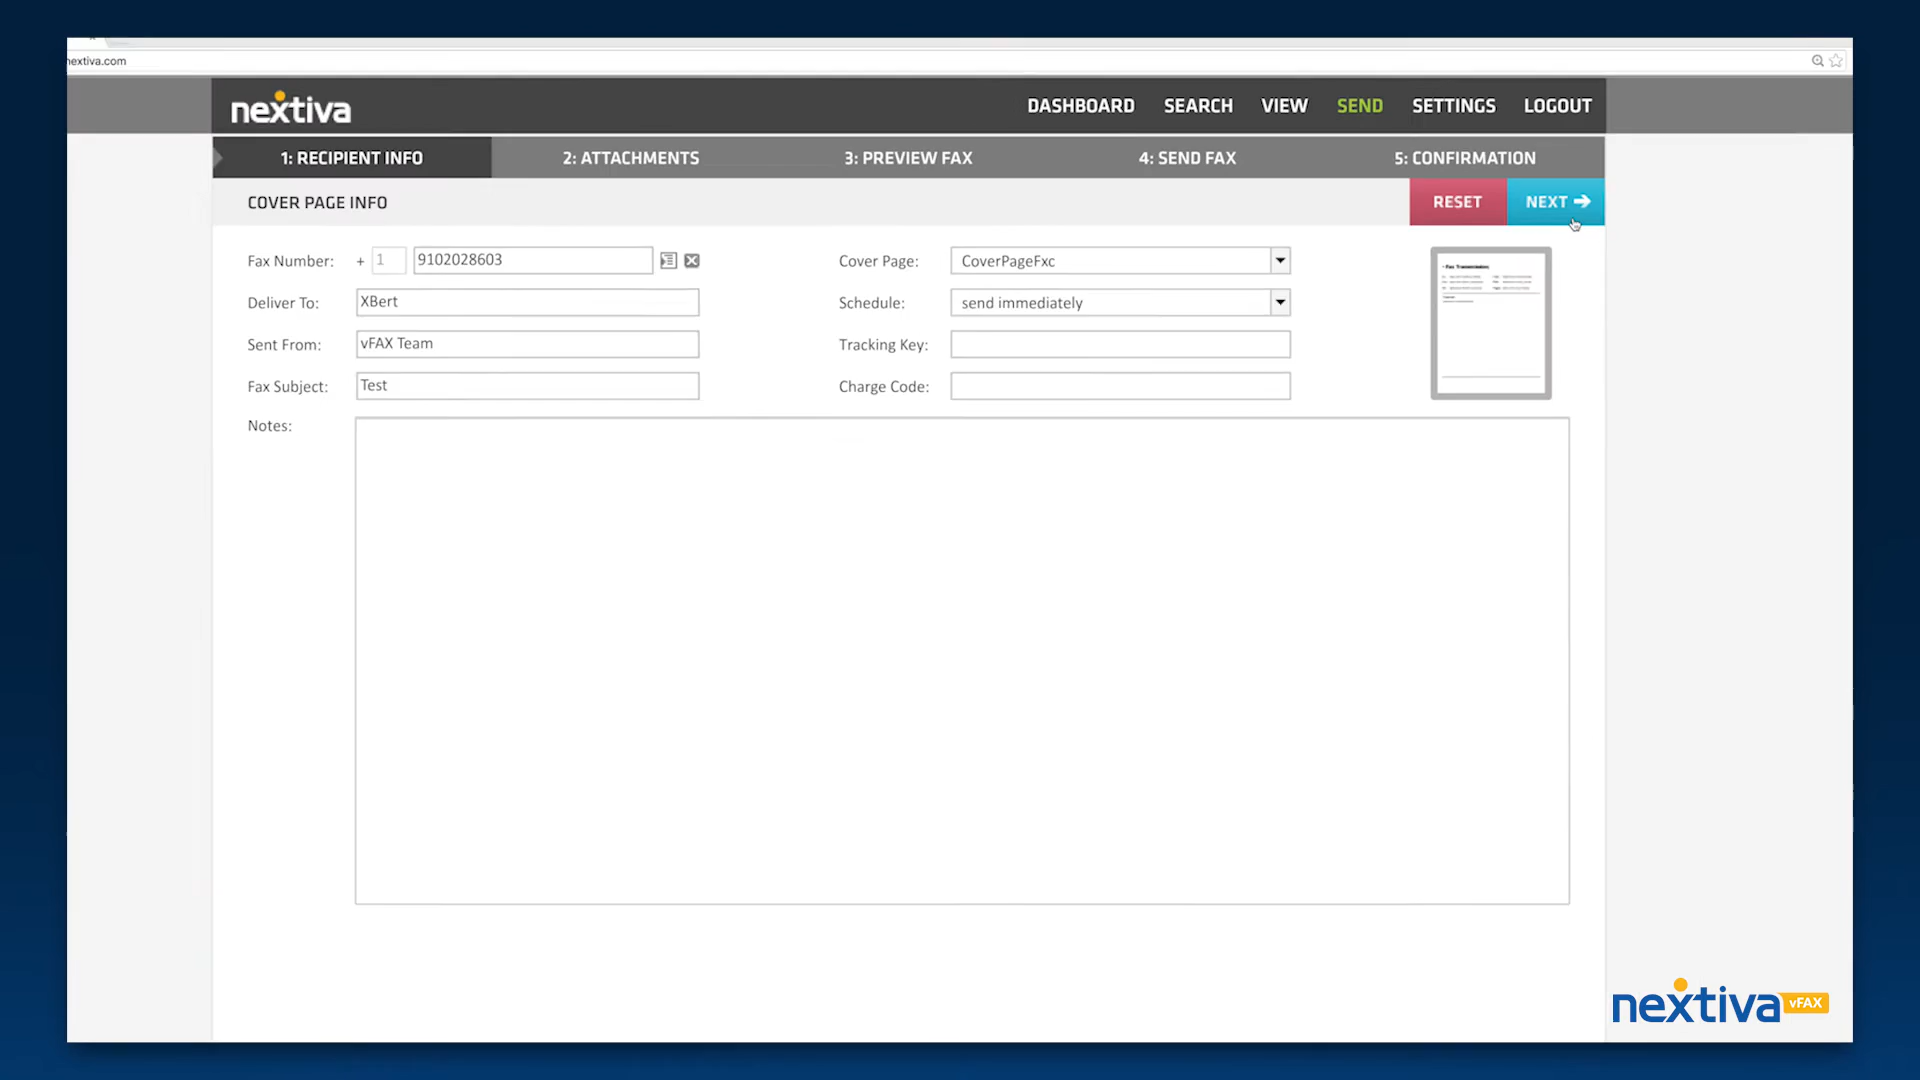 nextiva.com
nextiva DASHBOARD SEARCH VIEW SEND SETTINGS LOGOUT
1: RECIPIENT INFO 2: ATTACHMENTS 3: PREVIEW FAX 4: SEND FAX 5: CONFIRMATION
COVER PAGE INFO RESET NEXT
Fax Number: + 1 9102028603 Cover Page: CoverPageFxc
Deliver To: XBert Schedule: send immediately
Sent From: vFAX Team Tracking Key:
Fax Subject: Test Charge Code:
Notes:
Fax Transmission
nextiva vFAX